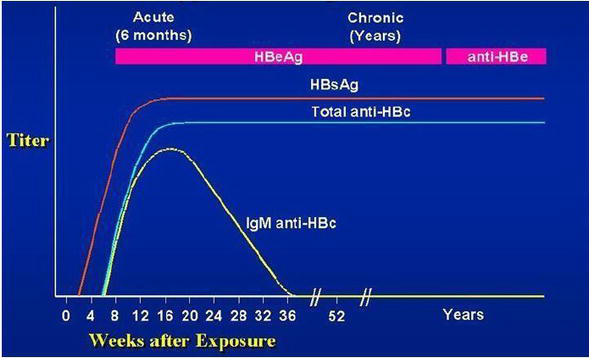 Acute
(6 months)
Chronic
(Years)
HBeAg
anti-HBe
HBsAg
Total anti-HBc
Titer
IgM anti-HBc
0 4 8 12 16 20 24 28 32 36 52 Years
Weeks after Exposure